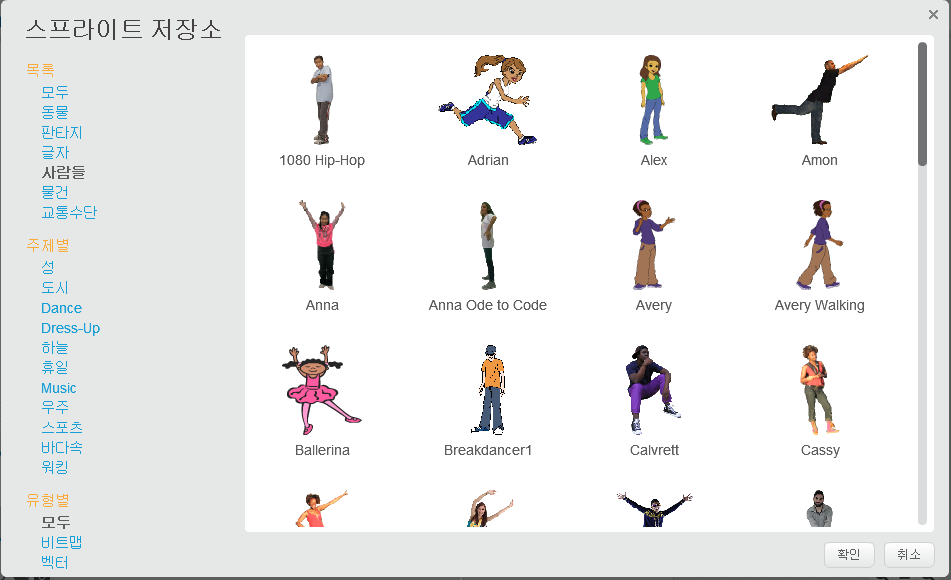 스프라이트 저장소
×
목록
모두
동물
판타지
글자
사람들
물건
교통수단
주제별
성
도시
Dance
Dress-Up
하늘
휴일
Music
우주
스포츠
바다속
워킹
유형별
모두
비트맵
벡터
1080 Hip-Hop Adrian Alex Amon
Anna Anna Ode to Code Avery Avery Walking
Ballerina Breakdancer1 Calvrett Cassy
확인 취소